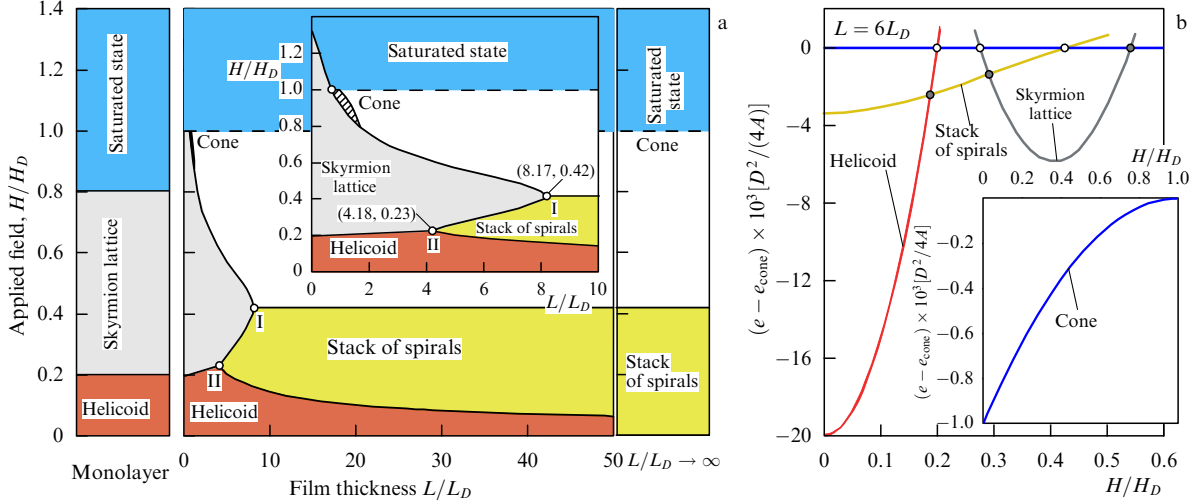 a
Applied field, H/H_D
1.4
1.2
1.0
0.8
0.6
0.4
0.2
0
Saturated state
Skyrmion lattice
Helicoid
Monolayer
Cone
I
II
Stack of spirals
Helicoid
0
10
20
30
40
50
Film thickness L/L_D
H/H_D
1.2
1.0
0.8
0.6
0.4
0.2
0
Saturated state
Cone
Skyrmion
lattice
(8.17, 0.42)
(4.18, 0.23)
I
II
Stack of spirals
Helicoid
0
2
4
6
8
10
L/L_D
Saturated
state
Cone
Stack
of spirals
L/L_D → ∞
b
L = 6L_D
(e − e_cone) × 10^3 [D^2/(4A)]
0
−4
−8
−12
−16
−20
Helicoid
Stack
of spirals
Skyrmion
lattice
H/H_D
0
0.2
0.4
0.6
0.8
1.0
(e − e_cone) × 10^3 [D^2/4A]
−0.2
−0.4
−0.6
−0.8
−1.0
Cone
0
0.1
0.2
0.3
0.4
0.5
0.6
H/H_D